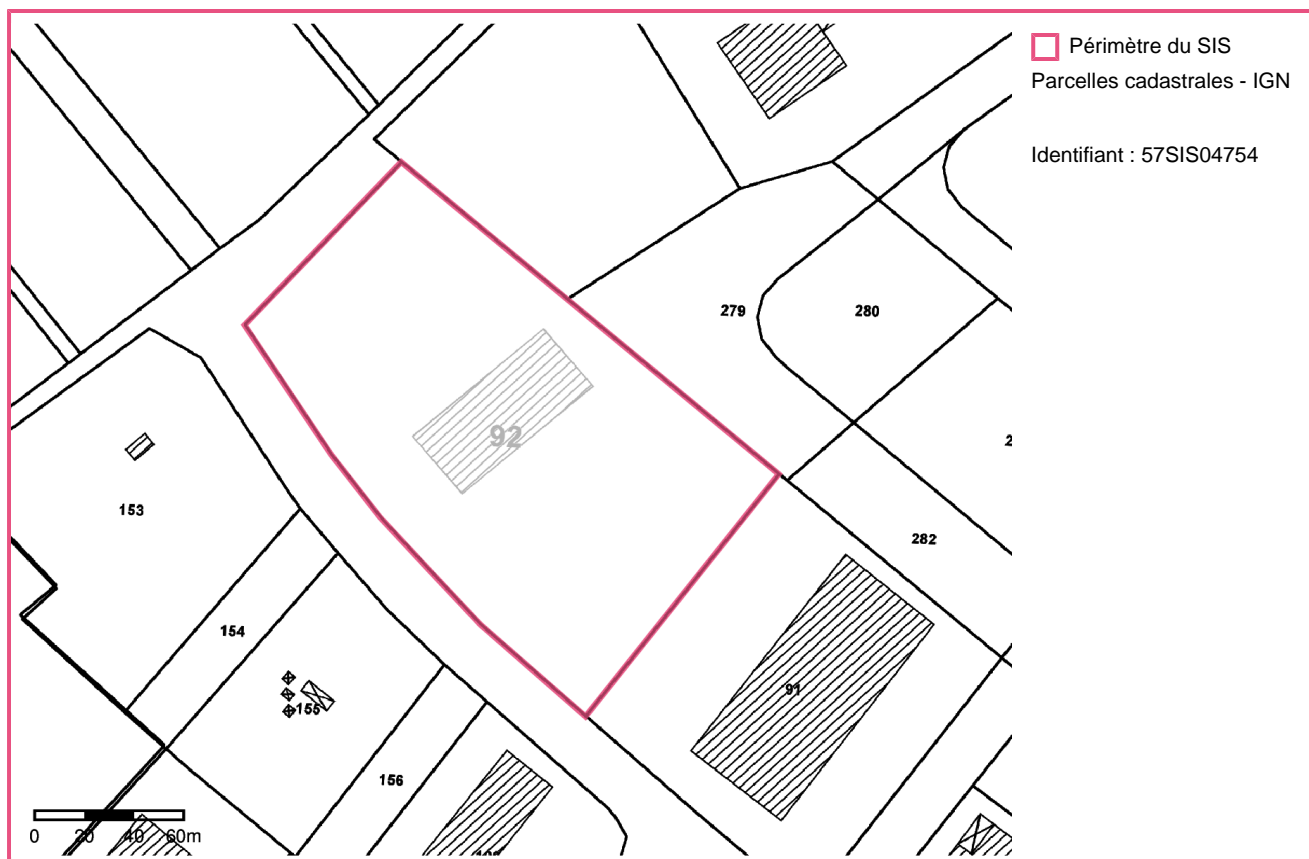 Périmètre du SIS
Parcelles cadastrales - IGN
Identifiant : 57SIS04754
279
280
92
153
282
154
91
155
156
0 20 40 60m